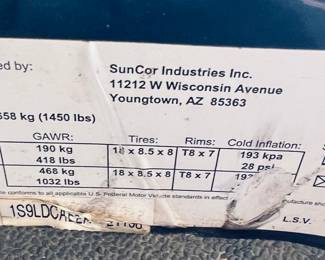 ed by:
SunCor Industries Inc.
11212 W Wisconsin Avenue
Youngtown, AZ 85363
658 kg (1450 lbs)
GAWR: Tires: Rims: Cold Inflation:
190 kg 18 x 8.5 x 8 T8 x 7 193 kpa
418 lbs 28 psi
468 kg 18 x 8.5 x 8 T8 x 7
1032 lbs
conforms to all applicable U.S. Federal Motor Vehicle standards in effect
L.S.V.